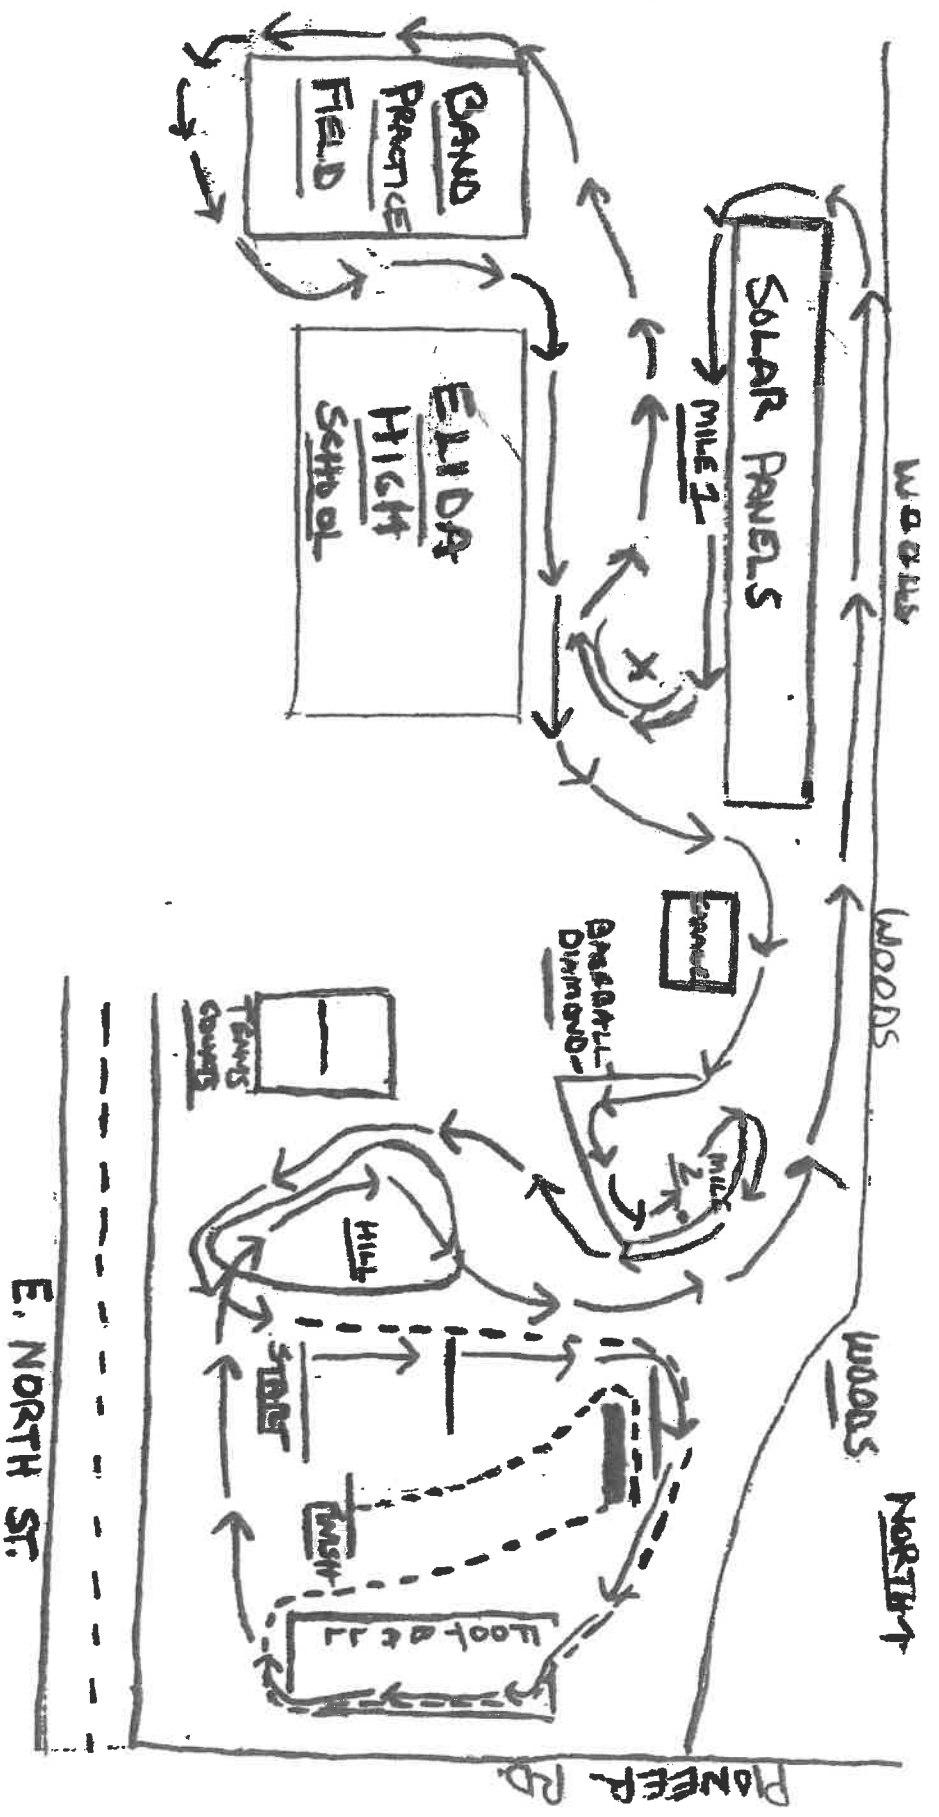 WOODS
WOODS
WOODS
NORTH↑
SOLAR PANELS
MILE 1
X
BAND
PRACTICE
FIELD
ELIDA
HIGH
SCHOOL
BASEBALL
DIAMOND
MILE
2
TENNIS
COURTS
HILL
START
FINISH
FOOTBALL
E. NORTH ST.
PIONEER RD.